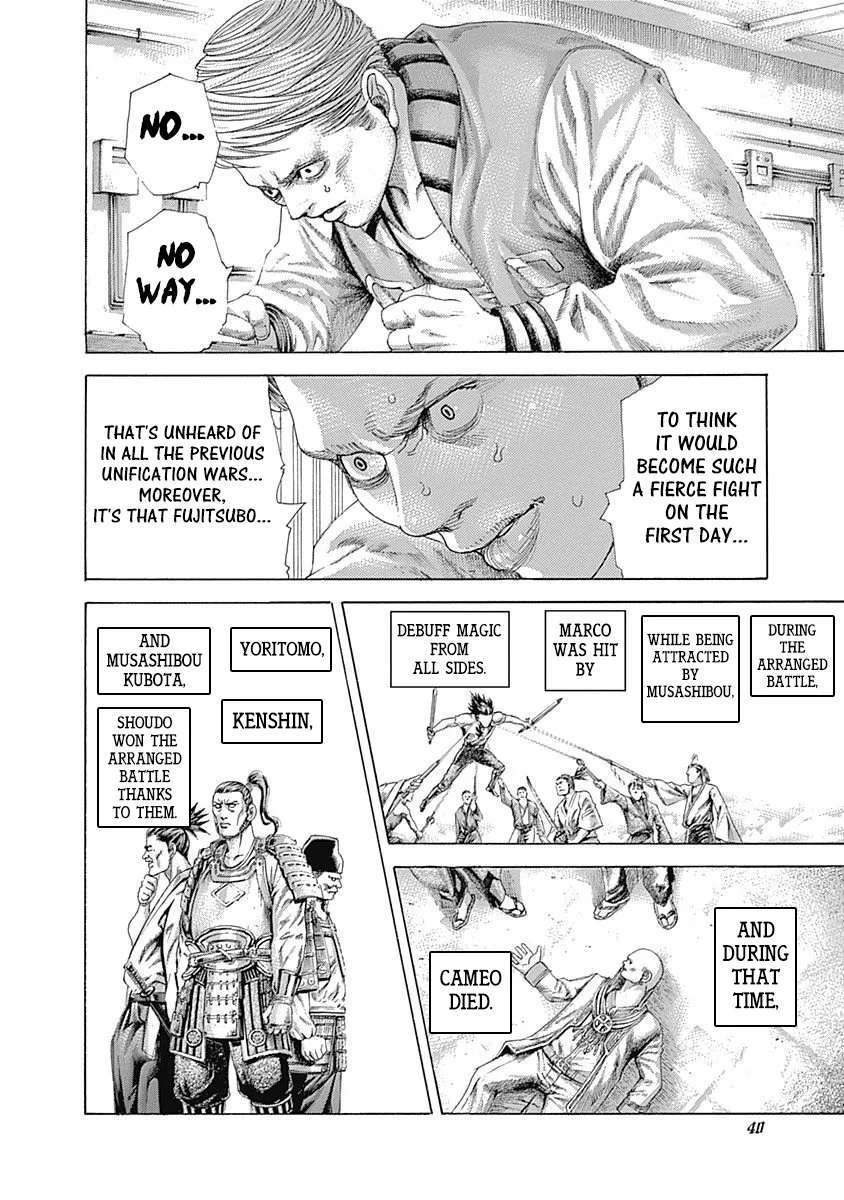 NO...
NO
WAY...
TO THINK
IT WOULD
BECOME SUCH
A FIERCE FIGHT
ON THE
FIRST DAY...
THAT'S UNHEARD OF
IN ALL THE PREVIOUS
UNIFICATION WARS...
MOREOVER,
IT'S THAT FUJITSUBO...
DURING
THE
ARRANGED
BATTLE,
WHILE BEING
ATTRACTED
BY
MUSASHIBOU,
MARCO
WAS HIT
BY
DEBUFF MAGIC
FROM
ALL SIDES.
AND
DURING
THAT
TIME,
CAMEO
DIED.
YORITOMO,
KENSHIN,
AND
MUSASHIBOU
KUBOTA,
SHOUDO
WON THE
ARRANGED
BATTLE
THANKS
TO THEM.